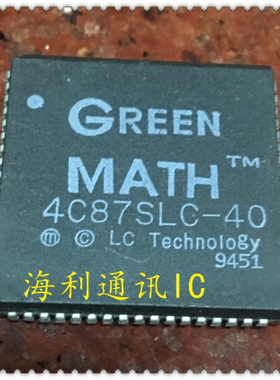 GREEN
MATH™
4C87SLC-40
ⓜ © LC Technology
9451
海利通讯IC